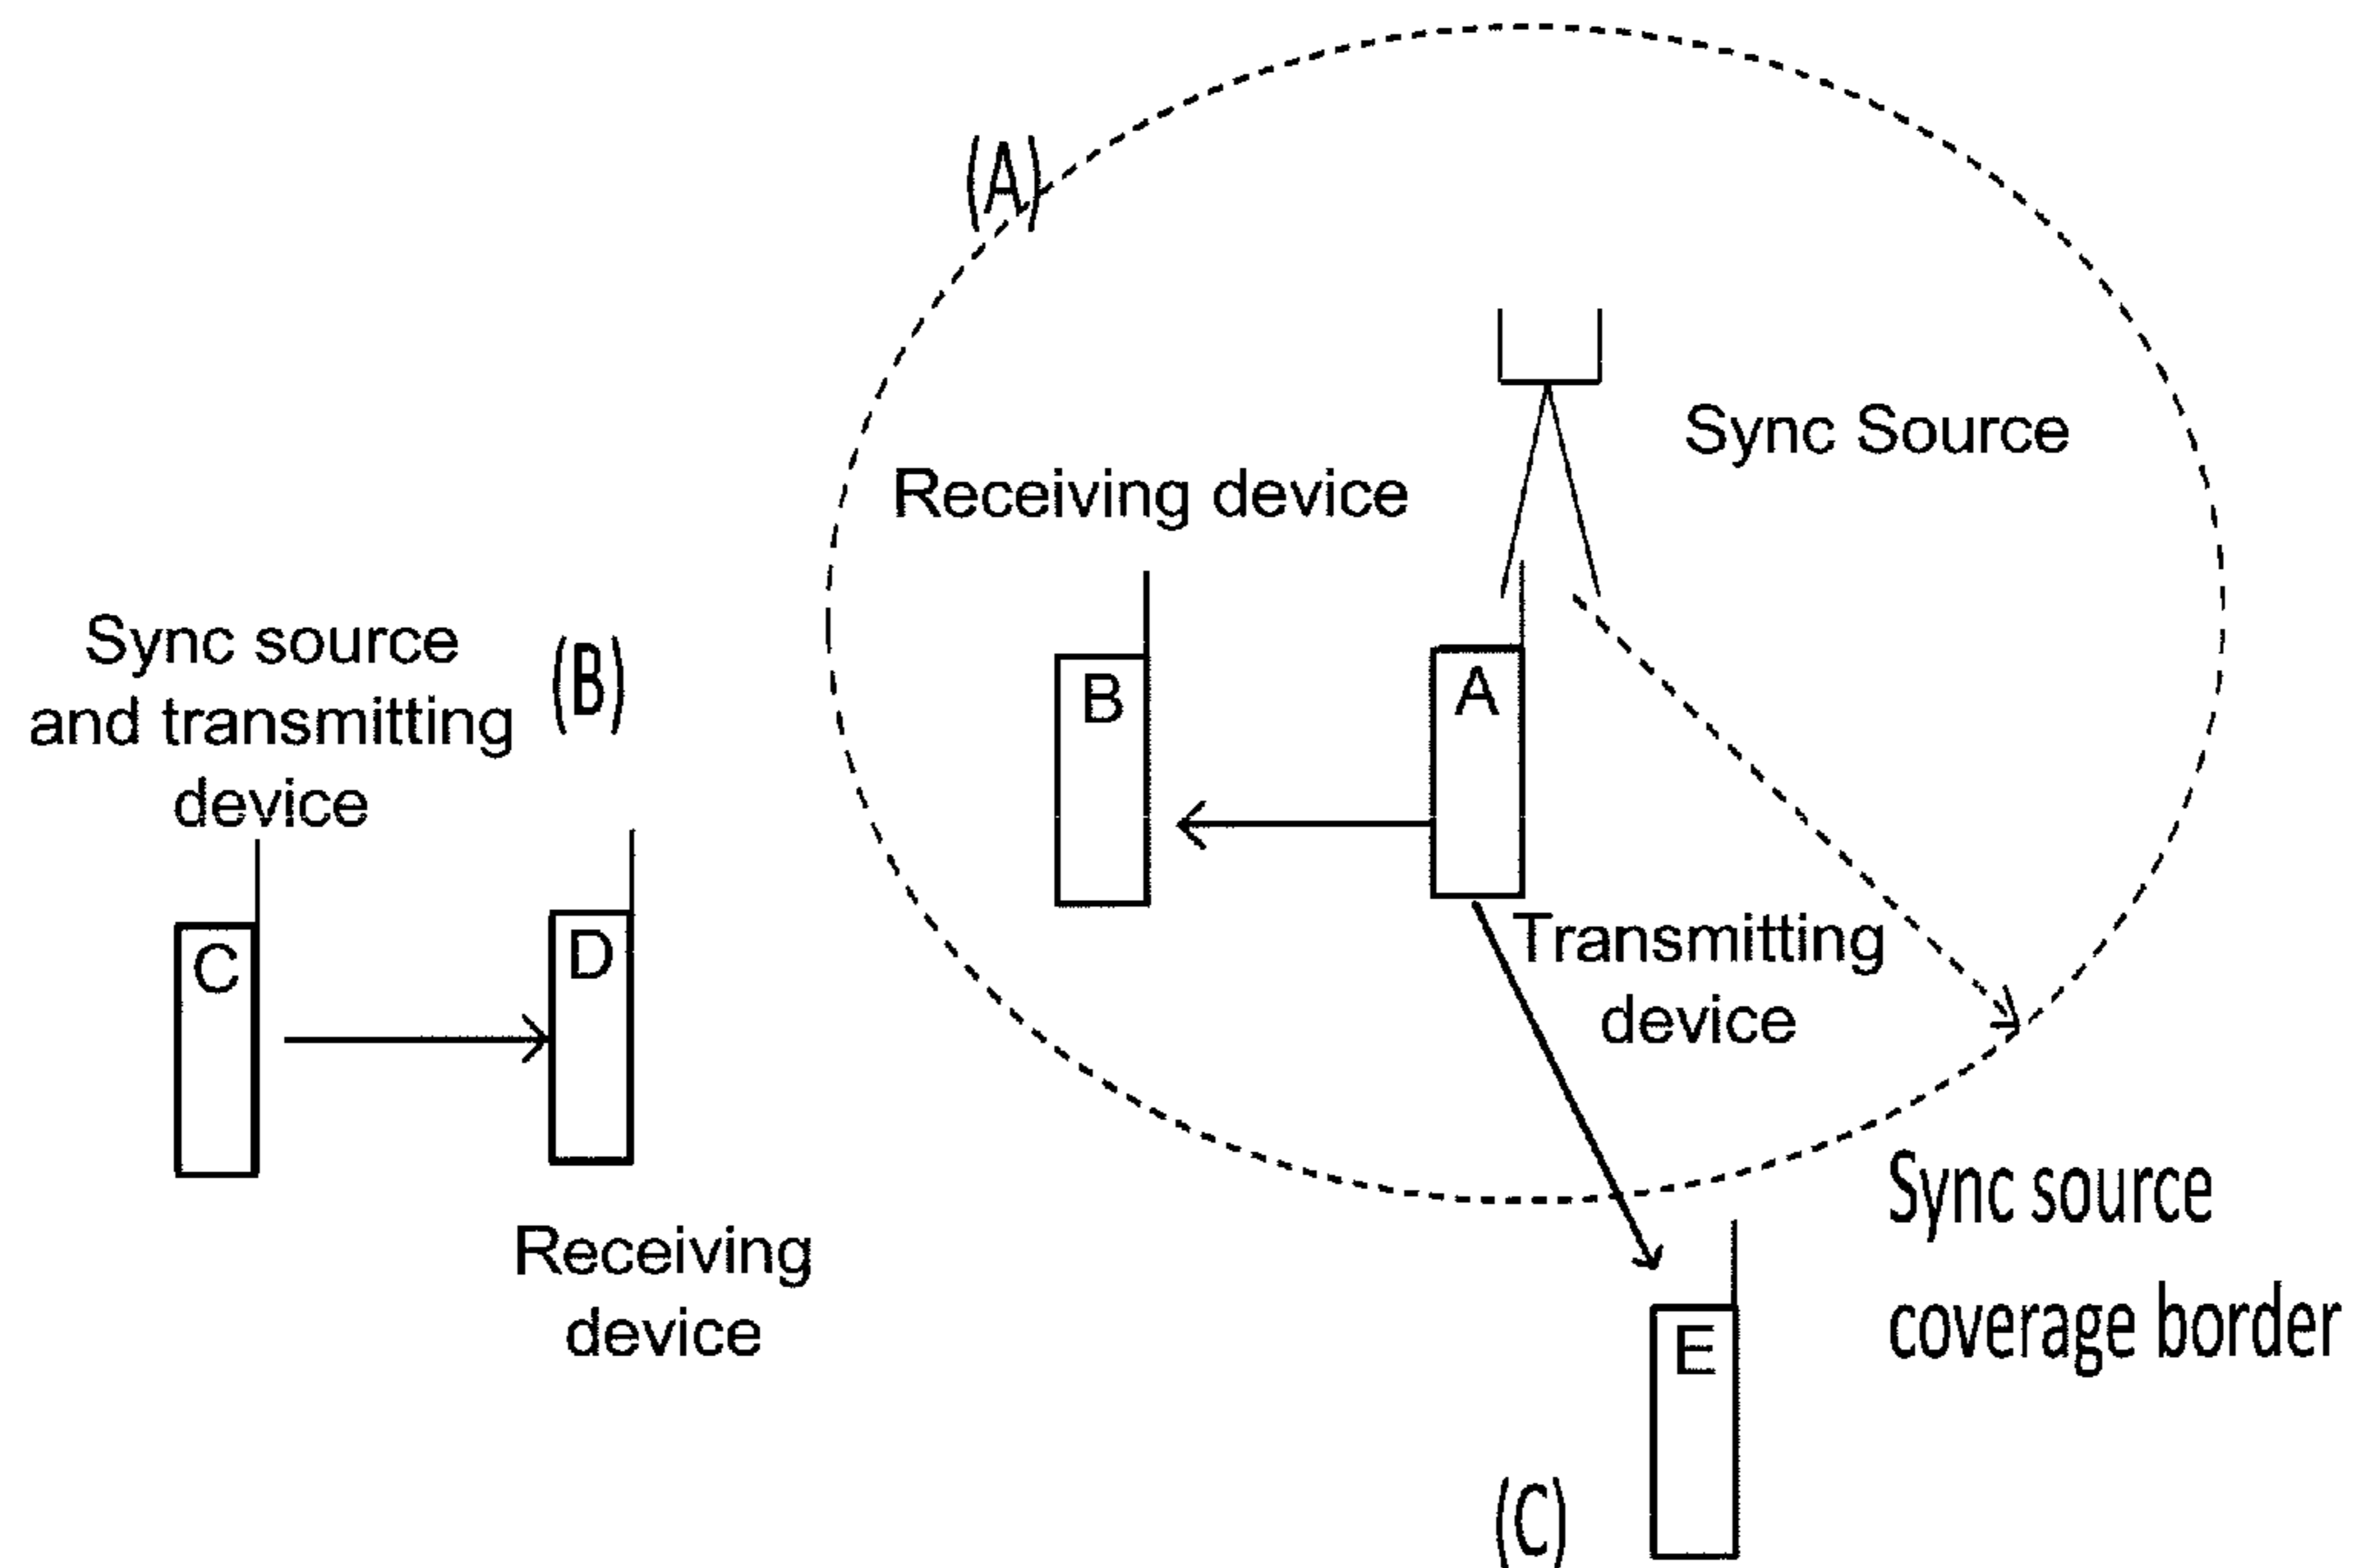 (A)
Sync Source
Receiving device
B
A
Transmitting
device
Sync source
and transmitting
device
(B)
C
D
Receiving
device
Sync source
coverage border
E
(C)